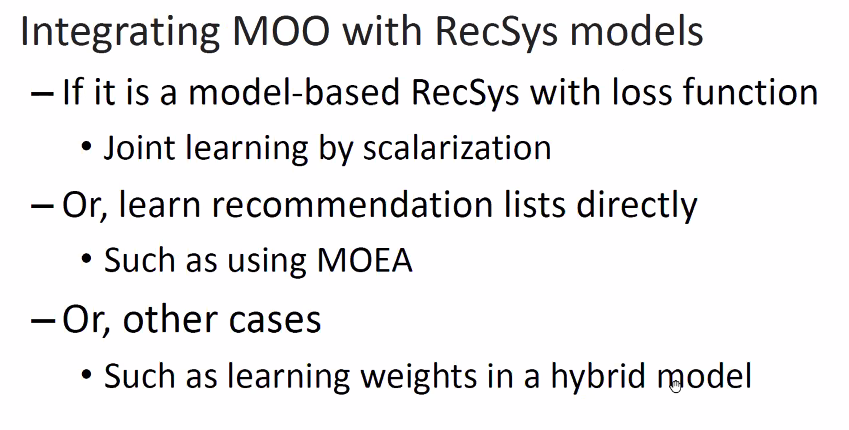 Integrating MOO with RecSys models
– If it is a model-based RecSys with loss function
• Joint learning by scalarization
– Or, learn recommendation lists directly
• Such as using MOEA
– Or, other cases
• Such as learning weights in a hybrid model